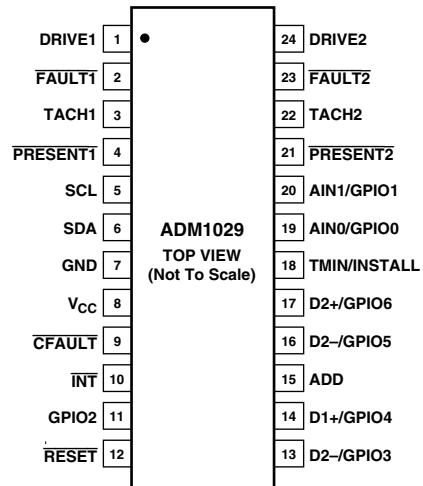 DRIVE1 1 24 DRIVE2
FAULT1 2 23 FAULT2
TACH1 3 22 TACH2
PRESENT1 4 21 PRESENT2
SCL 5 20 AIN1/GPIO1
SDA 6 19 AIN0/GPIO0
ADM1029
TOP VIEW
(Not To Scale)
GND 7 18 TMIN/INSTALL
VCC 8 17 D2+/GPIO6
CFAULT 9 16 D2–/GPIO5
INT 10 15 ADD
GPIO2 11 14 D1+/GPIO4
RESET 12 13 D2–/GPIO3